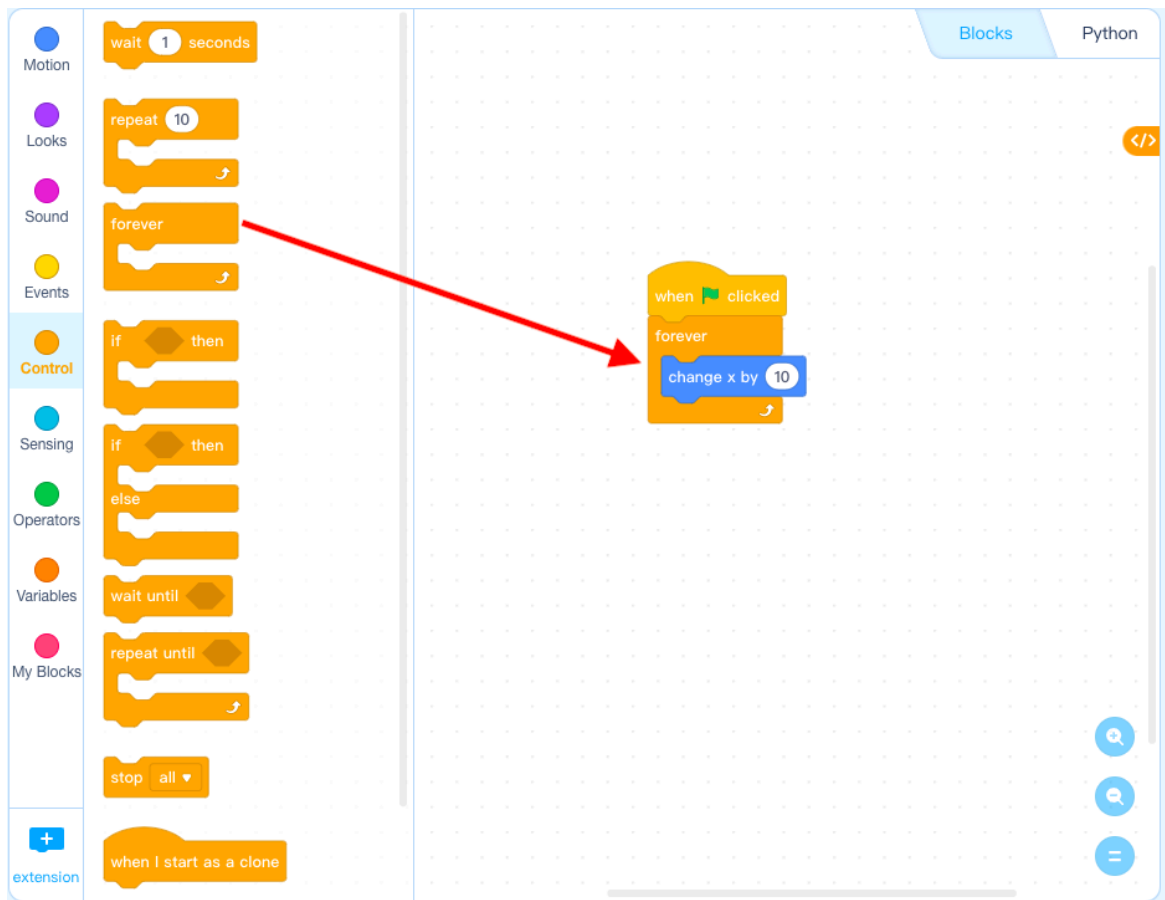 Motion
Looks
Sound
Events
Control
Sensing
Operators
Variables
My Blocks
extension
wait 1 seconds
repeat 10
forever
if then
if then
else
wait until
repeat until
stop all
when I start as a clone
Blocks
Python
</>
when clicked
forever
change x by 10